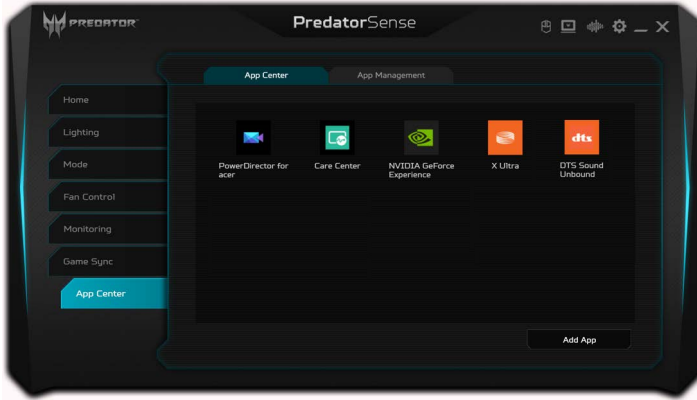 PREDATOR
PredatorSense
App Center
App Management
Home
Lighting
Mode
Fan Control
Monitoring
Game Sync
App Center
PowerDirector for
acer
Care Center
NVIDIA GeForce
Experience
X Ultra
dts
DTS Sound
Unbound
Add App